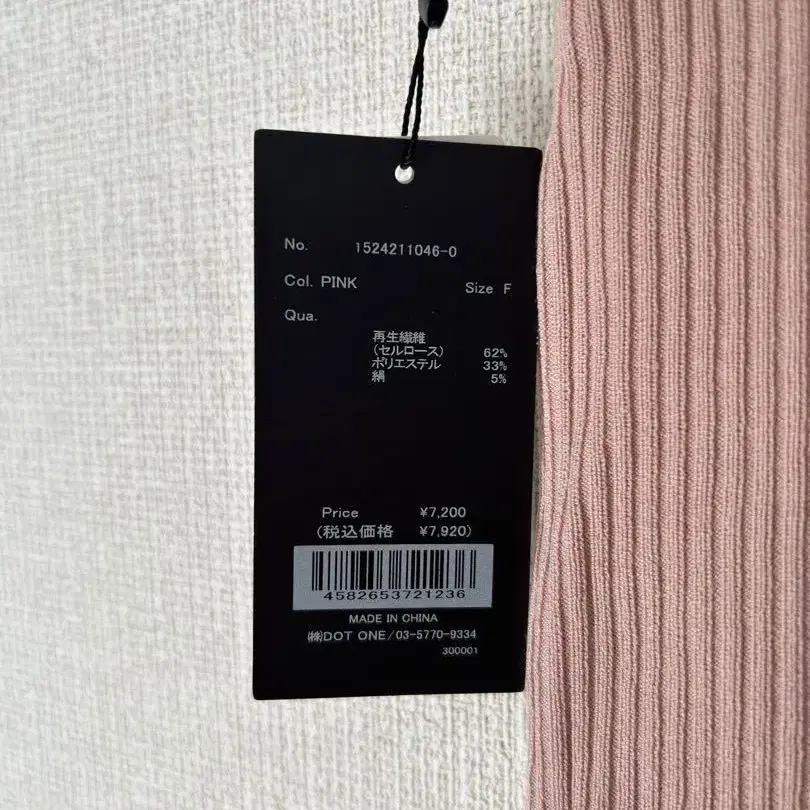 No. 1524211046-0
Col. PINK Size F
Qua.
再生繊維
(セルロース) 62%
ポリエステル 33%
絹 5%
Price ¥7,200
(税込価格 ¥7,920)
4582653721236
MADE IN CHINA
㈱DOT ONE/03-5770-9334
300001